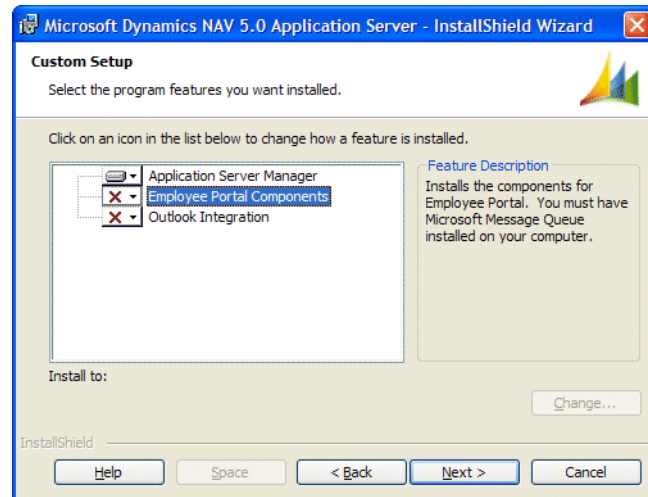 Microsoft Dynamics NAV 5.0 Application Server - InstallShield Wizard
Custom Setup
Select the program features you want installed.
Click on an icon in the list below to change how a feature is installed.
Application Server Manager
Employee Portal Components
Outlook Integration
Feature Description
Installs the components for
Employee Portal. You must have
Microsoft Message Queue
installed on your computer.
Install to:
Change...
InstallShield
Help
Space
< Back
Next >
Cancel